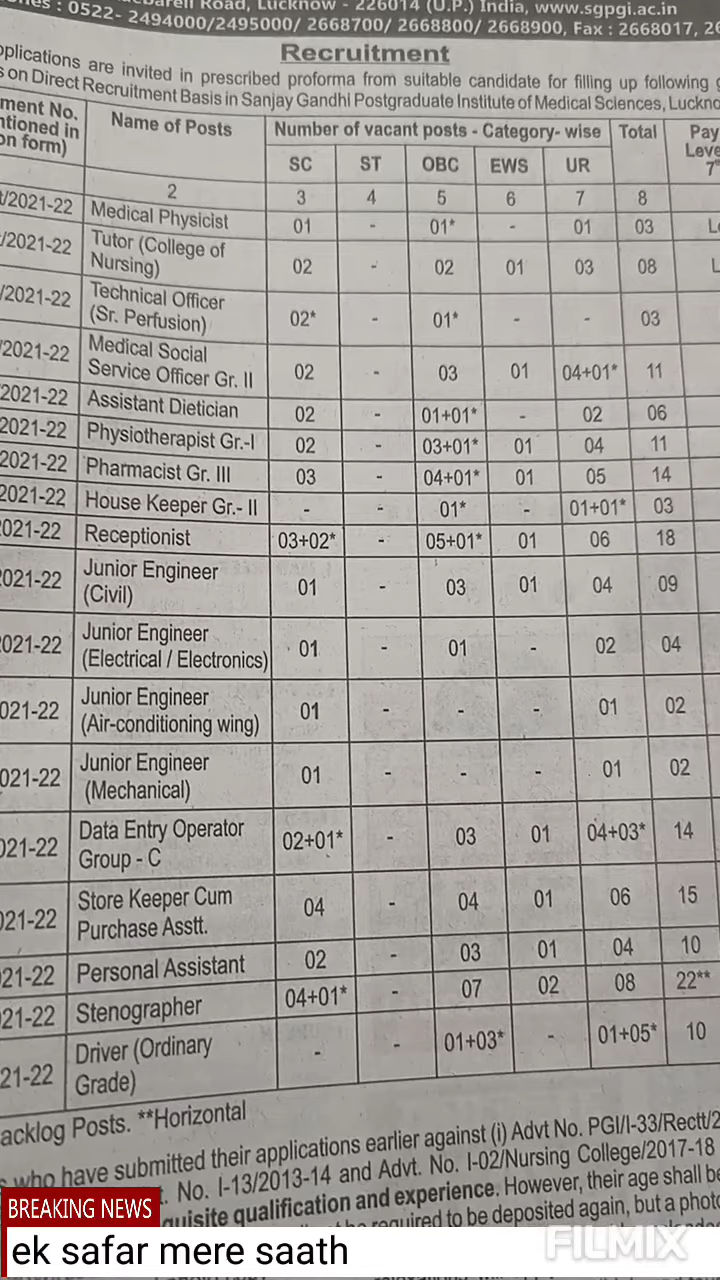 : 0522- 2494000/2495000/ 2668700/ 2668800/ 2668900, Fax : 2668017, 26
Road, Lucknow - 226014 (U.P.) India, www.sgpgi.ac.in
Recruitment
applications are invited in prescribed proforma from suitable candidate for filling up following
on Direct Recruitment Basis in Sanjay Gandhi Postgraduate Institute of Medical Sciences, Luckno
ment No.
ntioned in
on form) Name of Posts Number of vacant posts - Category- wise Total Pay
Leve
7
SC ST OBC EWS UR
2 3 4 5 6 7 8
/2021-22 Medical Physicist 01 - 01* - 01 03 L
/2021-22 Tutor (College of
Nursing) 02 - 02 01 03 08 L
/2021-22 Technical Officer
(Sr. Perfusion) 02* - 01* - - 03
/2021-22 Medical Social
Service Officer Gr. II 02 - 03 01 04+01* 11
/2021-22 Assistant Dietician 02 - 01+01* - 02 06
2021-22 Physiotherapist Gr.-I 02 - 03+01* 01 04 11
2021-22 Pharmacist Gr. III 03 - 04+01* 01 05 14
2021-22 House Keeper Gr.- II - - 01* - 01+01* 03
2021-22 Receptionist 03+02* - 05+01* 01 06 18
2021-22 Junior Engineer
(Civil) 01 - 03 01 04 09
2021-22 Junior Engineer
(Electrical / Electronics) 01 - 01 - 02 04
021-22 Junior Engineer
(Air-conditioning wing) 01 - - - 01 02
021-22 Junior Engineer
(Mechanical) 01 - - - 01 02
021-22 Data Entry Operator
Group - C 02+01* - 03 01 04+03* 14
021-22 Store Keeper Cum
Purchase Asstt. 04 - 04 01 06 15
021-22 Personal Assistant 02 - 03 01 04 10
021-22 Stenographer 04+01* - 07 02 08 22**
21-22 Driver (Ordinary
Grade) - - 01+03* - 01+05* 10
acklog Posts. **Horizontal
who have submitted their applications earlier against (i) Advt No. PGI/I-33/Rectt/2
No. I-13/2013-14 and Advt. No. I-02/Nursing College/2017-18
quisite qualification and experience. However, their age shall be
required to be deposited again, but a photo
BREAKING NEWS
ek safar mere saath
FILMIX